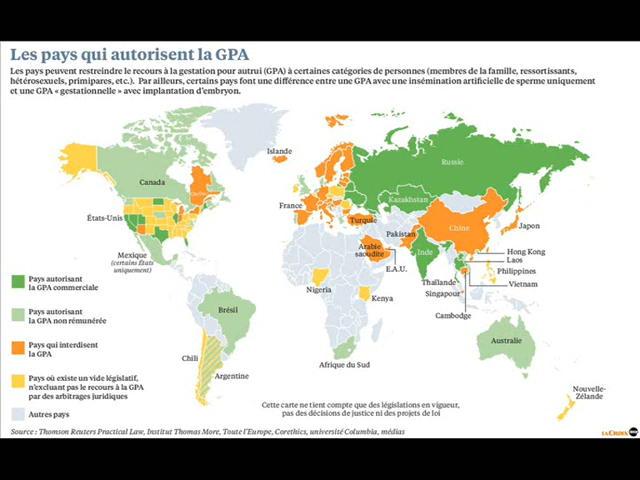 Les pays qui autorisent la GPA
Les pays peuvent restreindre le recours à la gestation pour autrui (GPA) à certaines catégories de personnes (membres de la famille, ressortissants,
hétérosexuels, primipares, etc.). Par ailleurs, certains pays font une différence entre une GPA avec une insémination artificielle de sperme uniquement
et une GPA « gestationnelle » avec implantation d'embryon.
Islande
Russie
Canada
Kazakhstan
France
Turquie
Chine
Japon
États-Unis
Pakistan
Arabie
saoudite
Inde
Hong Kong
Laos
Mexique
(certains États
uniquement)
E.A.U.
Philippines
Thaïlande
Vietnam
Singapour
Nigeria
Kenya
Cambodge
Pays autorisant
la GPA commerciale
Pays autorisant
la GPA non rémunérée
Brésil
Pays qui interdisent
la GPA
Australie
Chili
Argentine
Afrique du Sud
Pays où existe un vide législatif,
n'excluant pas le recours à la GPA
par des arbitrages juridiques
Nouvelle-
Zélande
Autres pays
Cette carte ne tient compte que des législations en vigueur,
pas des décisions de justice ni des projets de loi
Source : Thomson Reuters Practical Law, Institut Thomas More, Toute l'Europe, Corethics, université Columbia, médias
LA CROIX